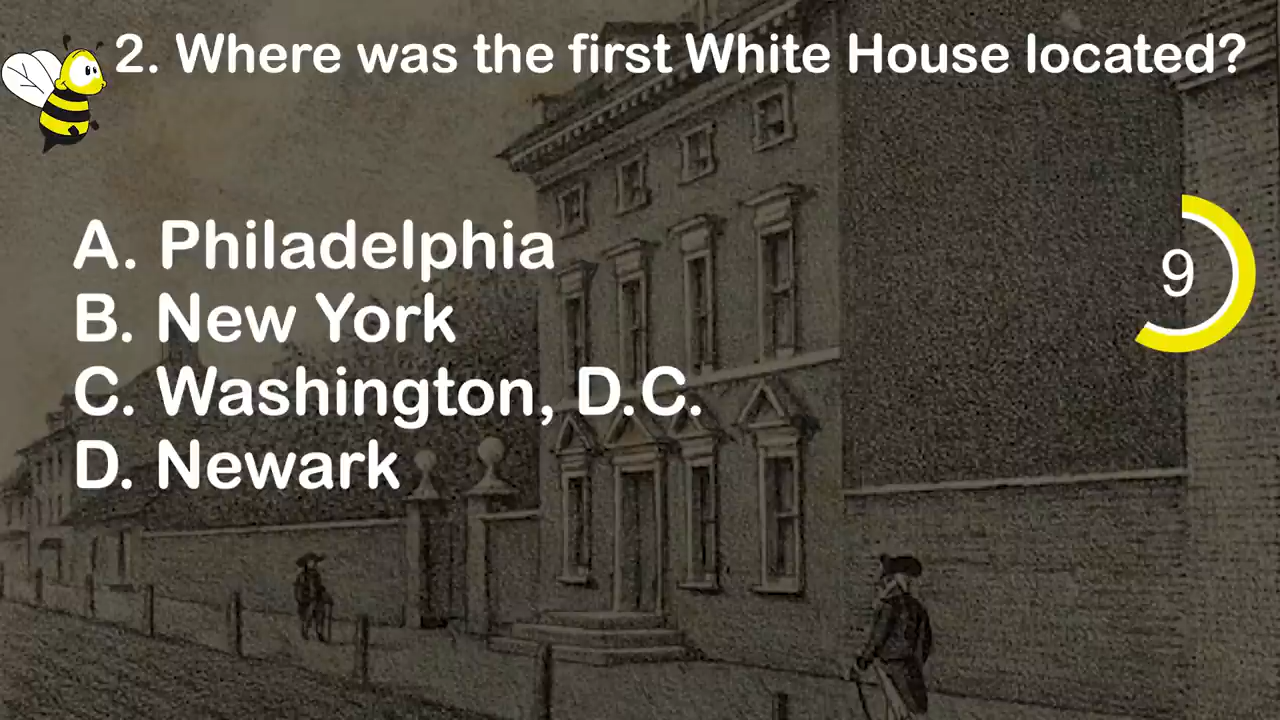 2. Where was the first White House located?
A. Philadelphia
B. New York
C. Washington, D.C.
D. Newark
9